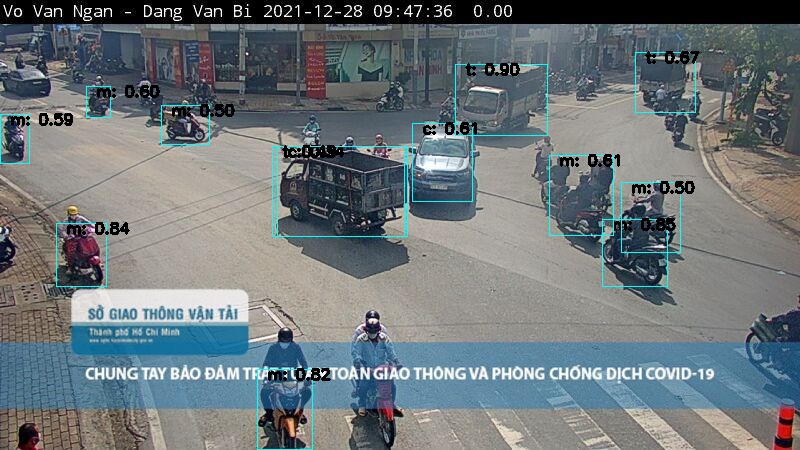 Vo Van Ngan - Dang Van Bi 2021-12-28 09:47:36 0.00
t: 0.67
t: 0.90
m: 0.60
m: 0.50
m: 0.59
c: 0.61
m: 0.61
m: 0.50
m: 0.84
m: 0.85
SỞ GIAO THÔNG VẬN TẢI
Thành phố Hồ Chí Minh
m: 0.82
CHUNG TAY BẢO ĐẢM TOÀN GIAO THÔNG VÀ PHÒNG CHỐNG DỊCH COVID-19